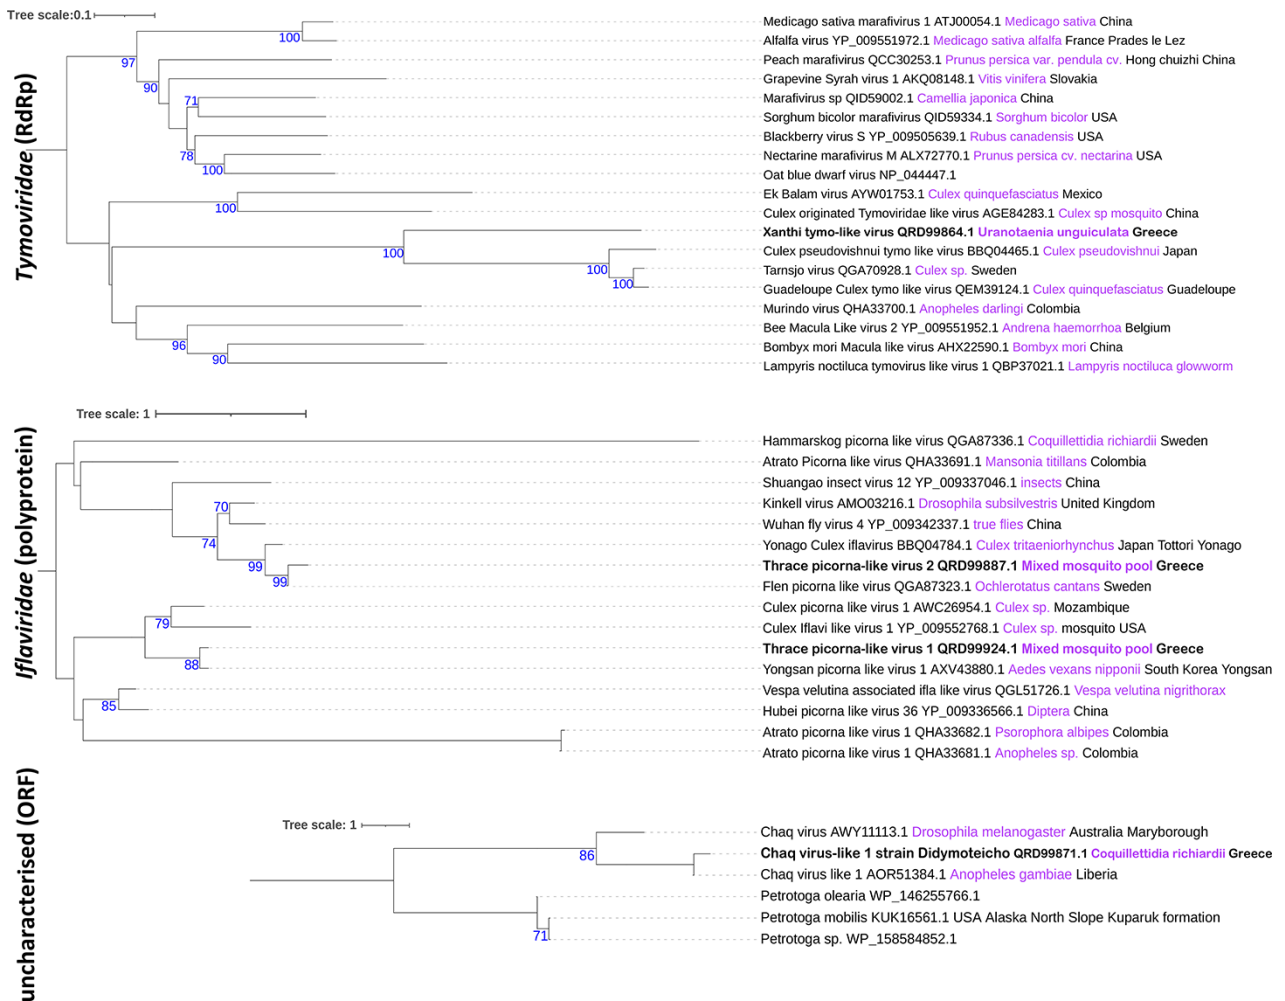 Tree scale:0.1
Tymoviridae (RdRp)
Medicago sativa marafivirus 1 ATJ00054.1 Medicago sativa China
100
Alfalfa virus YP_009551972.1 Medicago sativa alfalfa France Prades le Lez
97
Peach marafivirus QCC30253.1 Prunus persica var. pendula cv. Hong chuizhi China
90
Grapevine Syrah virus 1 AKQ08148.1 Vitis vinifera Slovakia
71
Marafivirus sp QID59002.1 Camellia japonica China
Sorghum bicolor marafivirus QID59334.1 Sorghum bicolor USA
Blackberry virus S YP_009505639.1 Rubus canadensis USA
78
Nectarine marafivirus M ALX72770.1 Prunus persica cv. nectarina USA
100
Oat blue dwarf virus NP_044447.1
Ek Balam virus AYW01753.1 Culex quinquefasciatus Mexico
100
Culex originated Tymoviridae like virus AGE84283.1 Culex sp mosquito China
Xanthi tymo-like virus QRD99864.1 Uranotaenia unguiculata Greece
100
Culex pseudovishnui tymo like virus BBQ04465.1 Culex pseudovishnui Japan
100
Tarnsjo virus QGA70928.1 Culex sp. Sweden
100
Guadeloupe Culex tymo like virus QEM39124.1 Culex quinquefasciatus Guadeloupe
Murindo virus QHA33700.1 Anopheles darlingi Colombia
Bee Macula Like virus 2 YP_009551952.1 Andrena haemorrhoa Belgium
96
Bombyx mori Macula like virus AHX22590.1 Bombyx mori China
90
Lampyris noctiluca tymovirus like virus 1 QBP37021.1 Lampyris noctiluca glowworm
Tree scale: 1
Iflaviridae (polyprotein)
Hammarskog picorna like virus QGA87336.1 Coquillettidia richiardii Sweden
Atrato Picorna like virus QHA33691.1 Mansonia titillans Colombia
Shuangao insect virus 12 YP_009337046.1 insects China
70
Kinkell virus AMO03216.1 Drosophila subsilvestris United Kingdom
Wuhan fly virus 4 YP_009342337.1 true flies China
74
Yonago Culex iflavirus BBQ04784.1 Culex tritaeniorhynchus Japan Tottori Yonago
99
Thrace picorna-like virus 2 QRD99887.1 Mixed mosquito pool Greece
99
Flen picorna like virus QGA87323.1 Ochlerotatus cantans Sweden
Culex picorna like virus 1 AWC26954.1 Culex sp. Mozambique
79
Culex Iflavi like virus 1 YP_009552768.1 Culex sp. mosquito USA
Thrace picorna-like virus 1 QRD99924.1 Mixed mosquito pool Greece
88
Yongsan picorna like virus 1 AXV43880.1 Aedes vexans nipponii South Korea Yongsan
Vespa velutina associated ifla like virus QGL51726.1 Vespa velutina nigrithorax
85
Hubei picorna like virus 36 YP_009336566.1 Diptera China
Atrato picorna like virus 1 QHA33682.1 Psorophora albipes Colombia
Atrato picorna like virus 1 QHA33681.1 Anopheles sp. Colombia
uncharacterised (ORF)
Tree scale: 1
Chaq virus AWY11113.1 Drosophila melanogaster Australia Maryborough
86
Chaq virus-like 1 strain Didymoteicho QRD99871.1 Coquillettidia richiardii Greece
Chaq virus like 1 AOR51384.1 Anopheles gambiae Liberia
Petrotoga olearia WP_146255766.1
Petrotoga mobilis KUK16561.1 USA Alaska North Slope Kuparuk formation
71
Petrotoga sp. WP_158584852.1